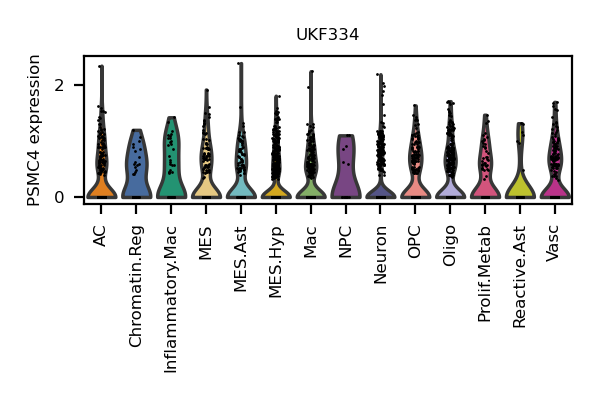 UKF334
PSMC4 expression
2
0
AC
Chromatin.Reg
Inflammatory.Mac
MES
MES.Ast
MES.Hyp
Mac
NPC
Neuron
OPC
Oligo
Prolif.Metab
Reactive.Ast
Vasc